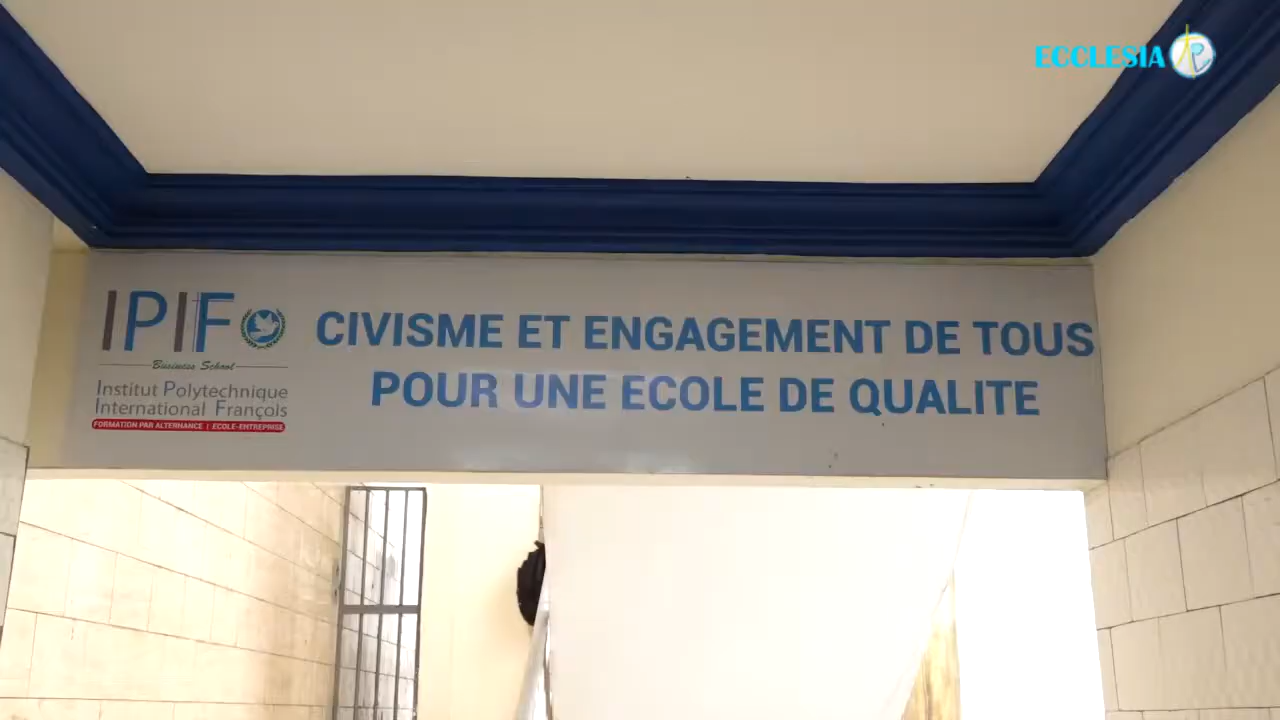 ECCLESIA
IPIF
Business School
Institut Polytechnique
International François
FORMATION PAR ALTERNANCE | ECOLE-ENTREPRISE
CIVISME ET ENGAGEMENT DE TOUS
POUR UNE ECOLE DE QUALITE